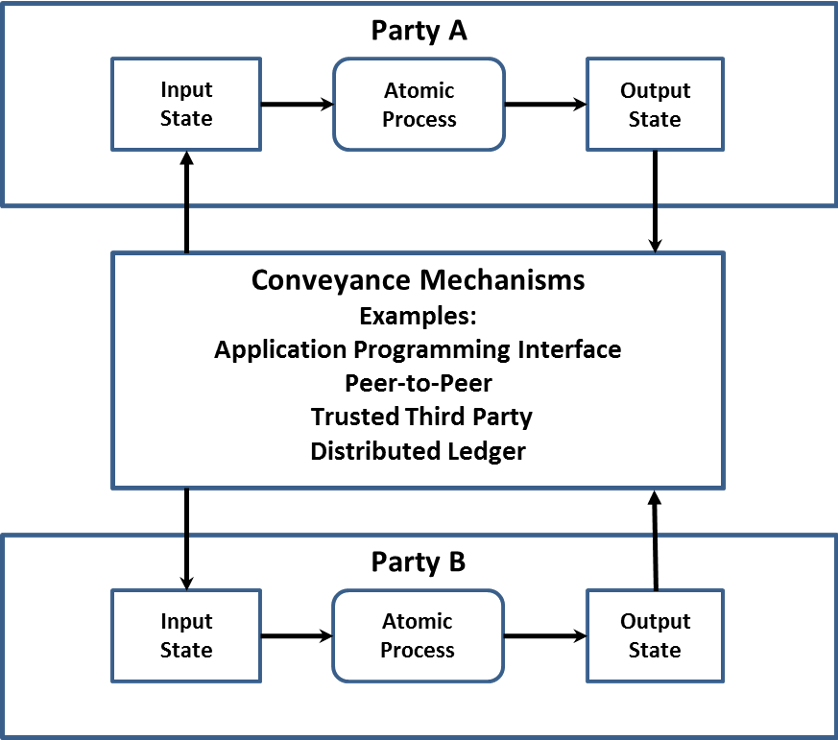 Party A
Input
State
Atomic
Process
Output
State
Conveyance Mechanisms
Examples:
Application Programming Interface
Peer-to-Peer
Trusted Third Party
Distributed Ledger
Party B
Input
State
Atomic
Process
Output
State